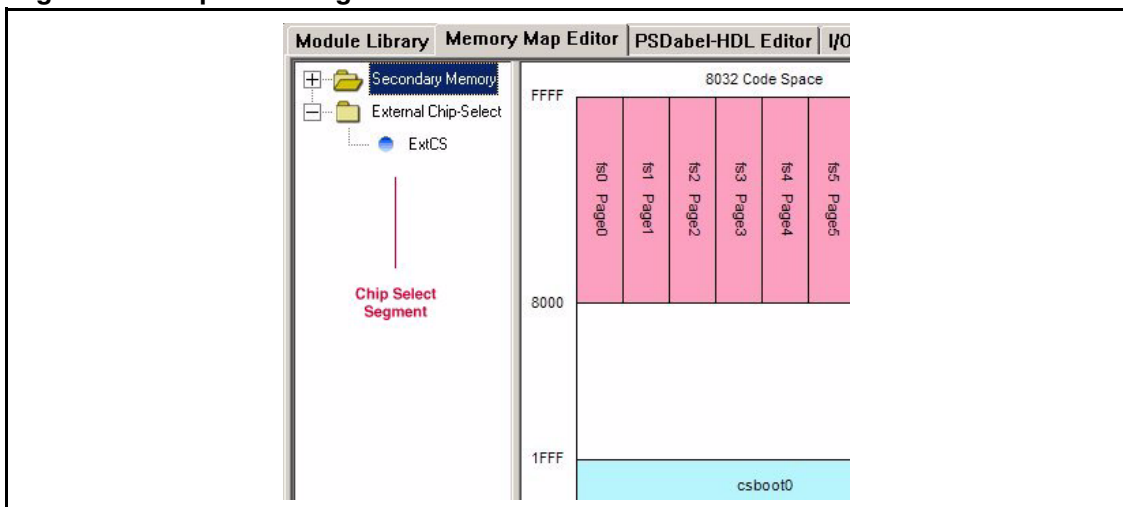 Module Library Memory Map Editor PSDabel-HDL Editor I/O
Secondary Memory
External Chip-Select
ExtCS
Chip Select
Segment
8032 Code Space
FFFF
fs0 Page0
fs1 Page1
fs2 Page2
fs3 Page3
fs4 Page4
fs5 Page5
8000
1FFF
csboot0